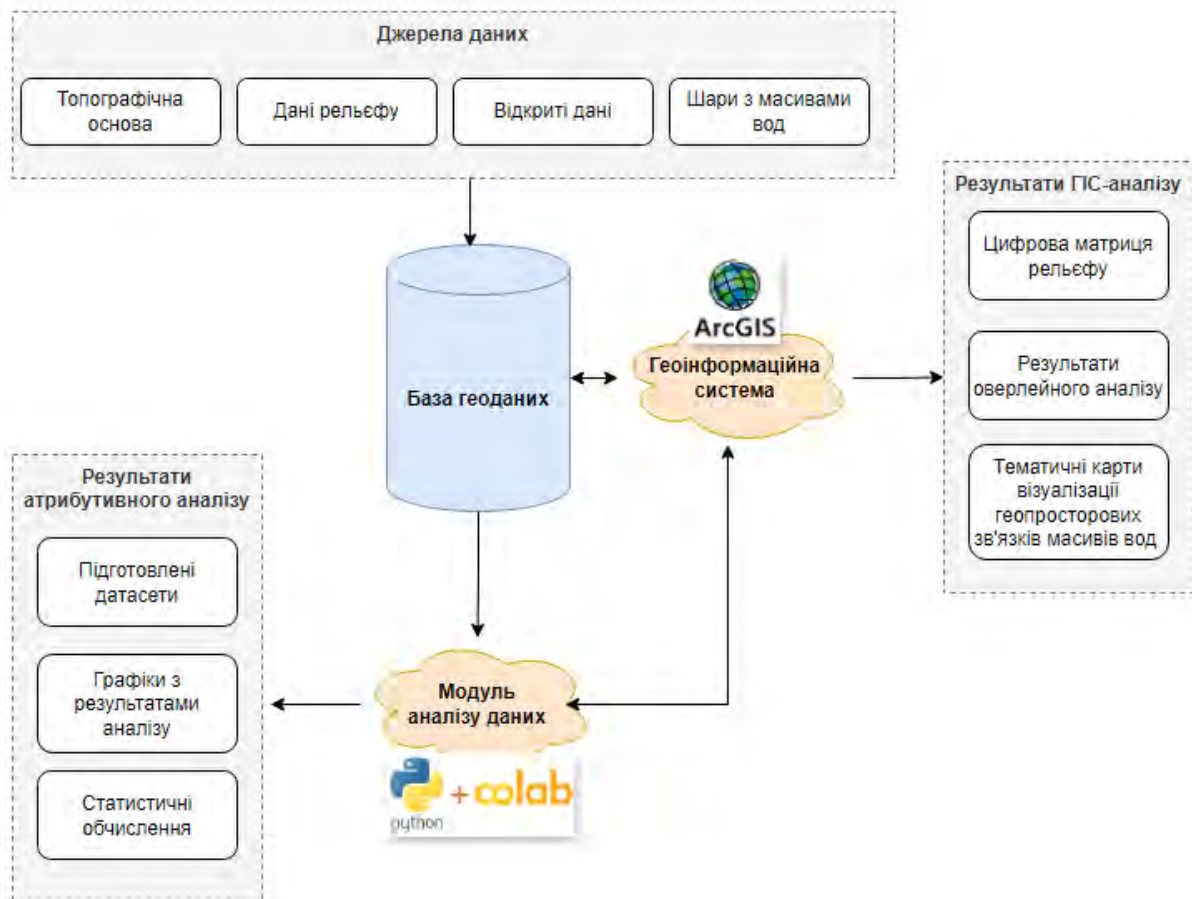 Джерела даних
Топографічна
основа
Дані рельєфу
Відкриті дані
Шари з масивами
вод
Результати ГІС-аналізу
Цифрова матриця
рельєфу
Результати
оверлейного аналізу
Тематичні карти
візуалізації
геопросторових
зв'язків масивів вод
ArcGIS
Геоінформаційна
система
База геоданих
Результати
атрибутивного аналізу
Підготовлені
датасети
Графіки з
результатами
аналізу
Статистичні
обчислення
Модуль
аналізу даних
python
+ colab